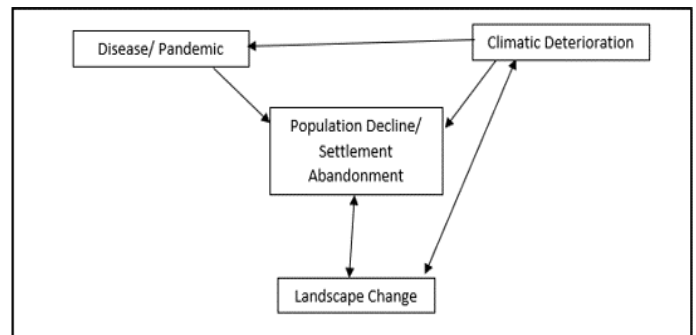 Disease/ Pandemic
Climatic Deterioration
Population Decline/
Settlement
Abandonment
Landscape Change